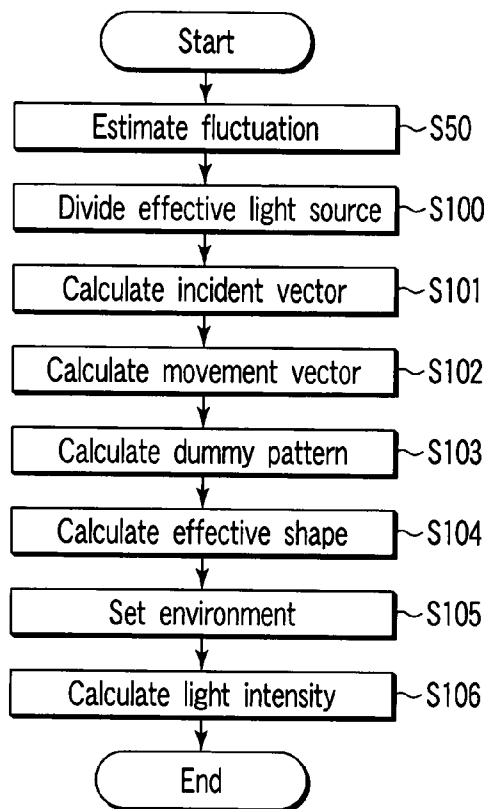 Start
Estimate fluctuation ~S50
Divide effective light source ~S100
Calculate incident vector ~S101
Calculate movement vector ~S102
Calculate dummy pattern ~S103
Calculate effective shape ~S104
Set environment ~S105
Calculate light intensity ~S106
End